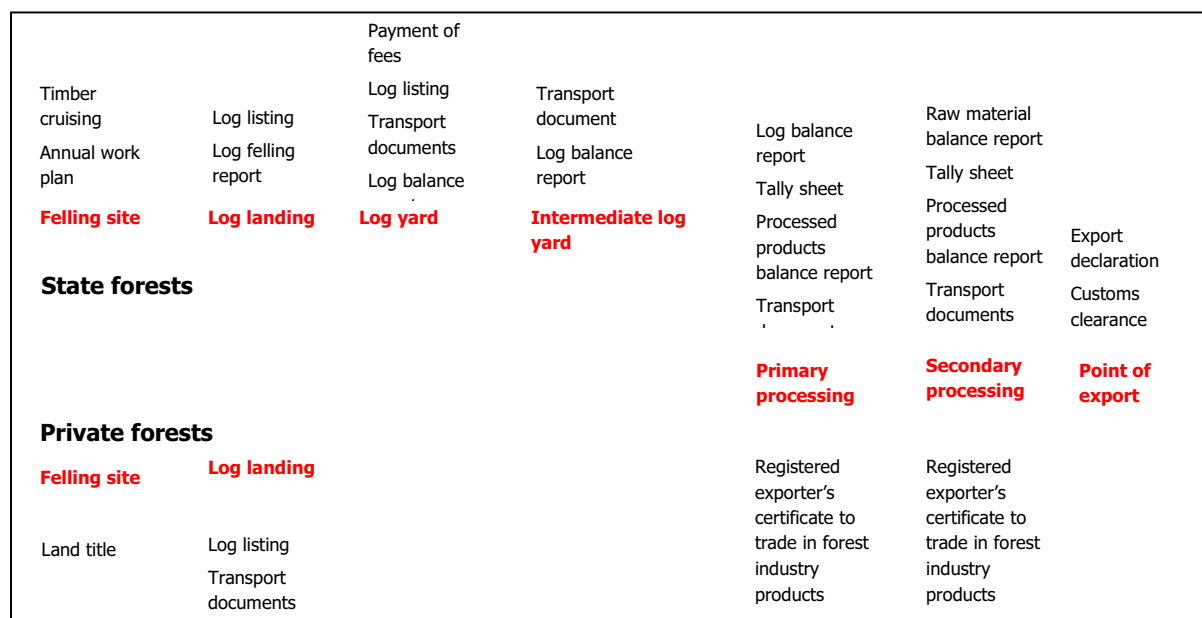 Timber
cruising
Annual work
plan
Felling site
Log listing
Log felling
report
Log landing
Payment of
fees
Log listing
Transport
documents
Log balance
Log yard
Transport
document
Log balance
report
Intermediate log
yard
State forests
Log balance
report
Tally sheet
Processed
products
balance report
Transport
Primary
processing
Raw material
balance report
Tally sheet
Processed
products
balance report
Transport
documents
Secondary
processing
Export
declaration
Customs
clearance
Point of
export
Private forests
Felling site
Land title
Log landing
Log listing
Transport
documents
Registered
exporter’s
certificate to
trade in forest
industry
products
Registered
exporter’s
certificate to
trade in forest
industry
products